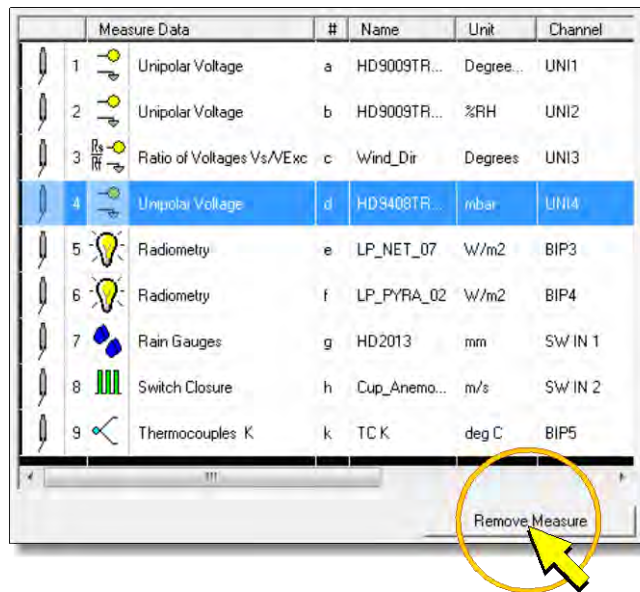 Measure Data # Name Unit Channel
1 Unipolar Voltage a HD9009TR... Degree... UNI1
2 Unipolar Voltage b HD9009TR... %RH UNI2
3 Rs Rf Ratio of Voltages Vs/VExc c Wind_Dir Degrees UNI3
4 Unipolar Voltage d HD9408TR... mbar UNI4
5 Radiometry e LP_NET_07 W/m2 BIP3
6 Radiometry f LP_PYRA_02 W/m2 BIP4
7 Rain Gauges g HD2013 mm SW IN 1
8 Switch Closure h Cup_Anemo... m/s SW IN 2
9 Thermocouples K k TC K deg C BIP5
Remove Measure